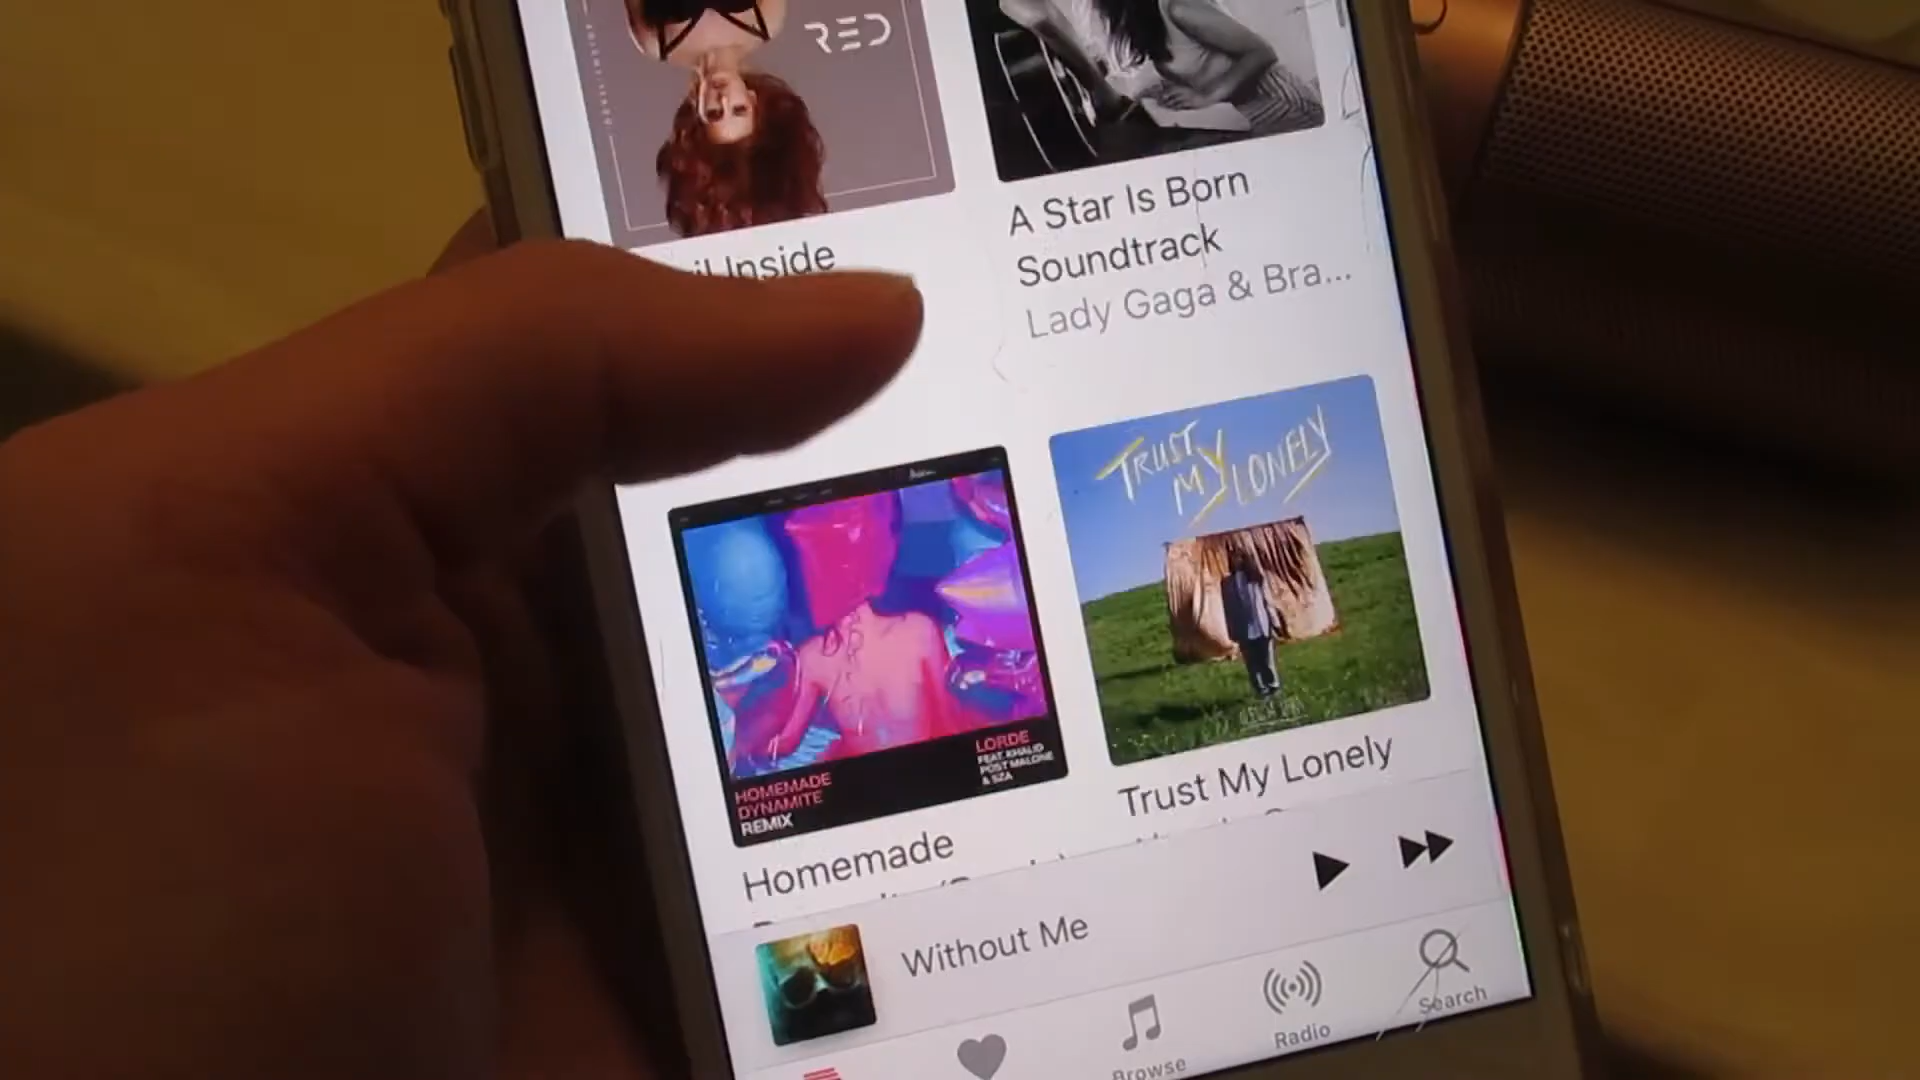 RED
Inside
A Star Is Born
Soundtrack
Lady Gaga & Bra...
TRUST
MY LONELY
HOMEMADE
DYNAMITE
REMIX
LORDE
FEAT. KHALID
POST MALONE
& SZA
Homemade
Trust My Lonely
Without Me
Browse
Radio
Search